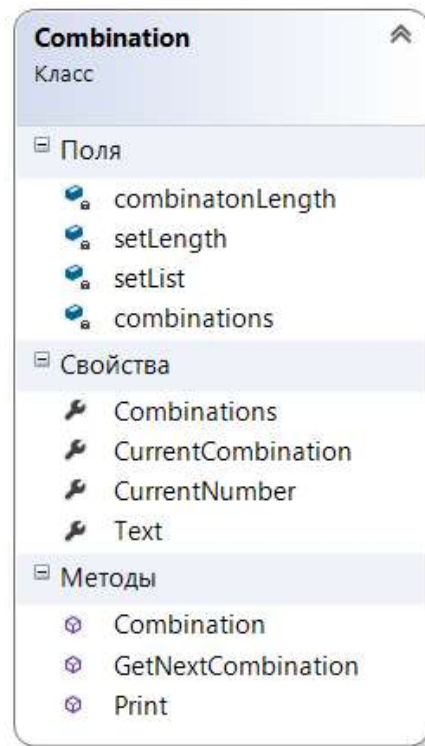 Combination
Класс
Поля
combinatonLength
setLength
setList
combinations
Свойства
Combinations
CurrentCombination
CurrentNumber
Text
Методы
Combination
GetNextCombination
Print